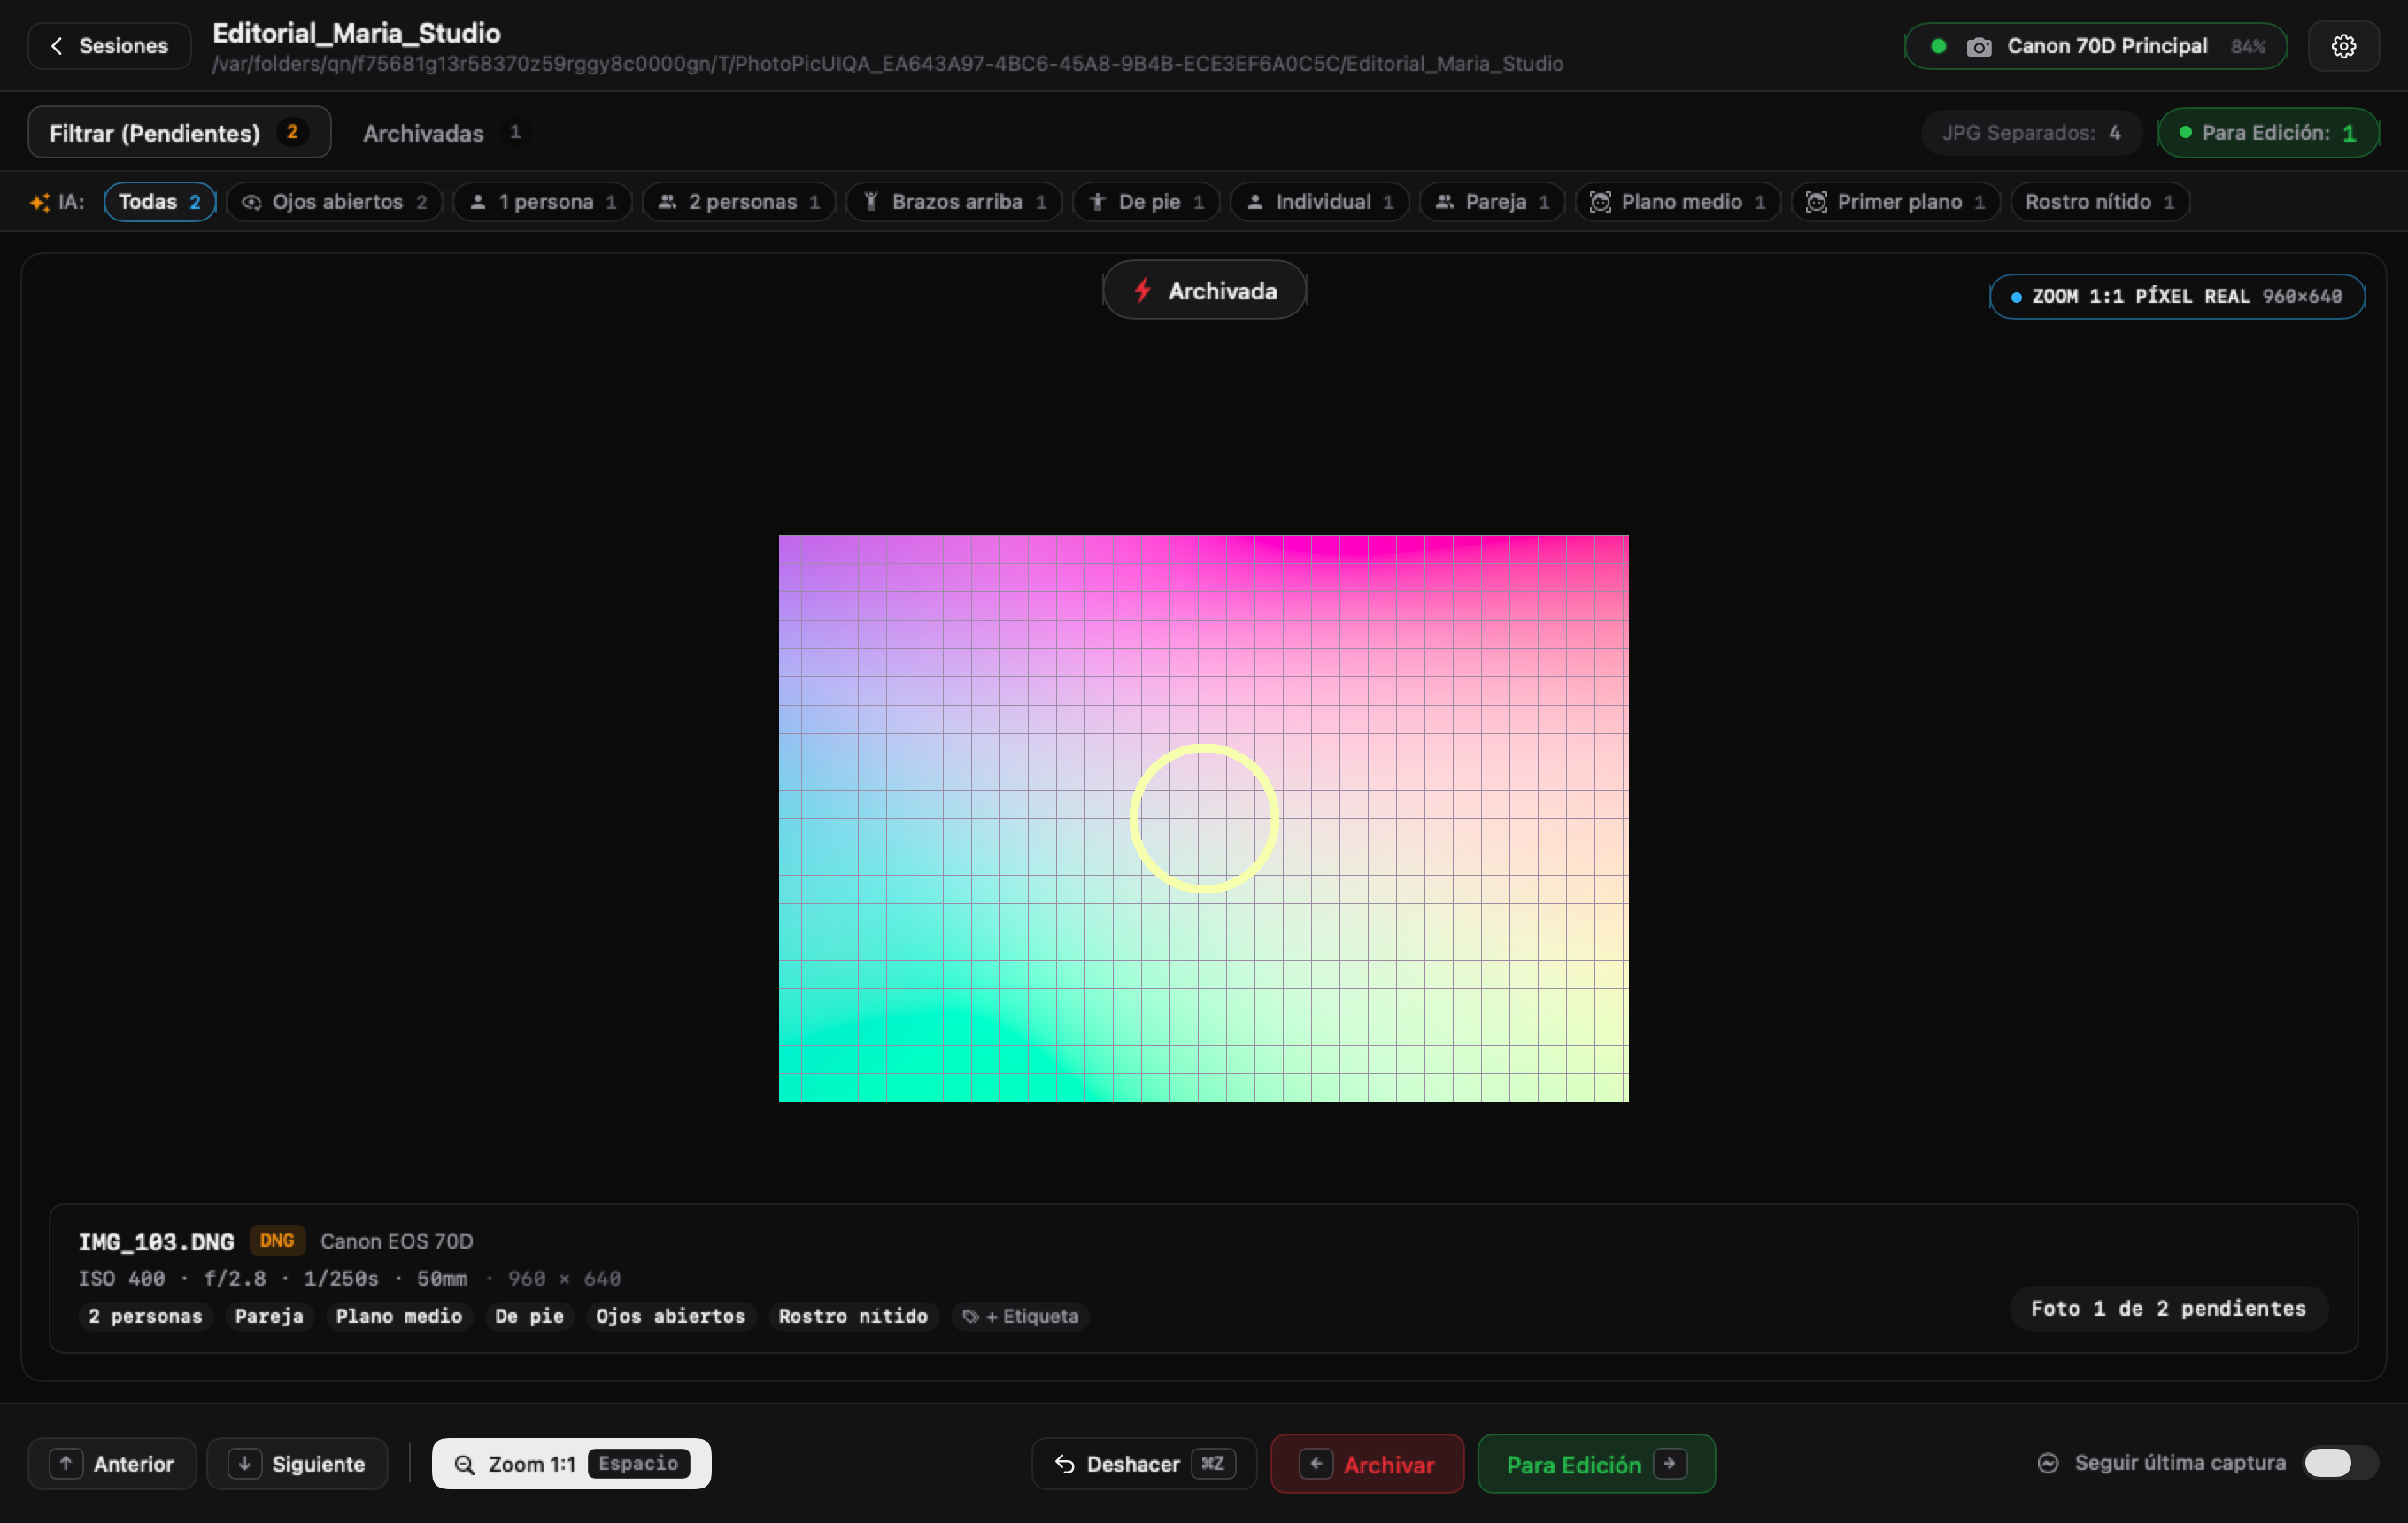 Sesiones
Editorial_Maria_Studio
/var/folders/qn/f75681g13r58370z59rggy8c0000gn/T/PhotoPicUIQA_EA643A97-4BC6-45A8-9B4B-ECE3EF6A0C5C/Editorial_Maria_Studio
Canon 70D Principal 84%
Filtrar (Pendientes) 2
Archivadas 1
JPG Separados: 4
Para Edición: 1
IA: Todas 2 Ojos abiertos 2 1 persona 1 2 personas 1 Brazos arriba 1 De pie 1 Individual 1 Pareja 1 Plano medio 1 Primer plano 1 Rostro nítido 1
Archivada
ZOOM 1:1 PÍXEL REAL 960×640
IMG_103.DNG DNG Canon EOS 70D
ISO 400 · f/2.8 · 1/250s · 50mm · 960 × 640
2 personas Pareja Plano medio De pie Ojos abiertos Rostro nítido + Etiqueta
Foto 1 de 2 pendientes
↑ Anterior ↓ Siguiente Zoom 1:1 Espacio Deshacer ⌘Z ← Archivar Para Edición → Seguir última captura